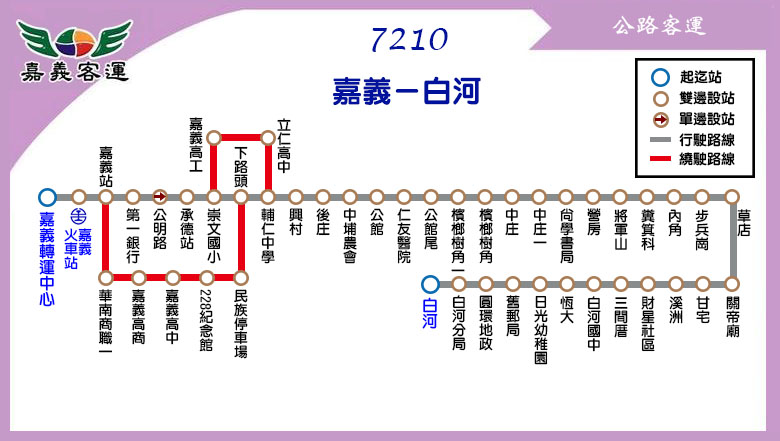 嘉義客運
7210
公路客運
嘉義－白河
起迄站
雙邊設站
單邊設站
行駛路線
繞駛路線
嘉義轉運中心
嘉義火車站
嘉義站
第一銀行
公明路
承德站
崇文國小
嘉義高工
下路頭
立仁高中
輔仁中學
興村
後庄
中埔農會
公館
仁友醫院
公館尾
檳榔樹角一
檳榔樹角
中庄
中庄一
尙學書局
營房
將軍山
糞箕科
內角
步兵崗
草店
華南商職一
嘉義高商
嘉義高中
228紀念館
民族停車場
白河
白河分局
圓環地政
舊郵局
日光幼稚園
恆大
白河國中
三間厝
財星社區
溪洲
甘宅
關帝廟